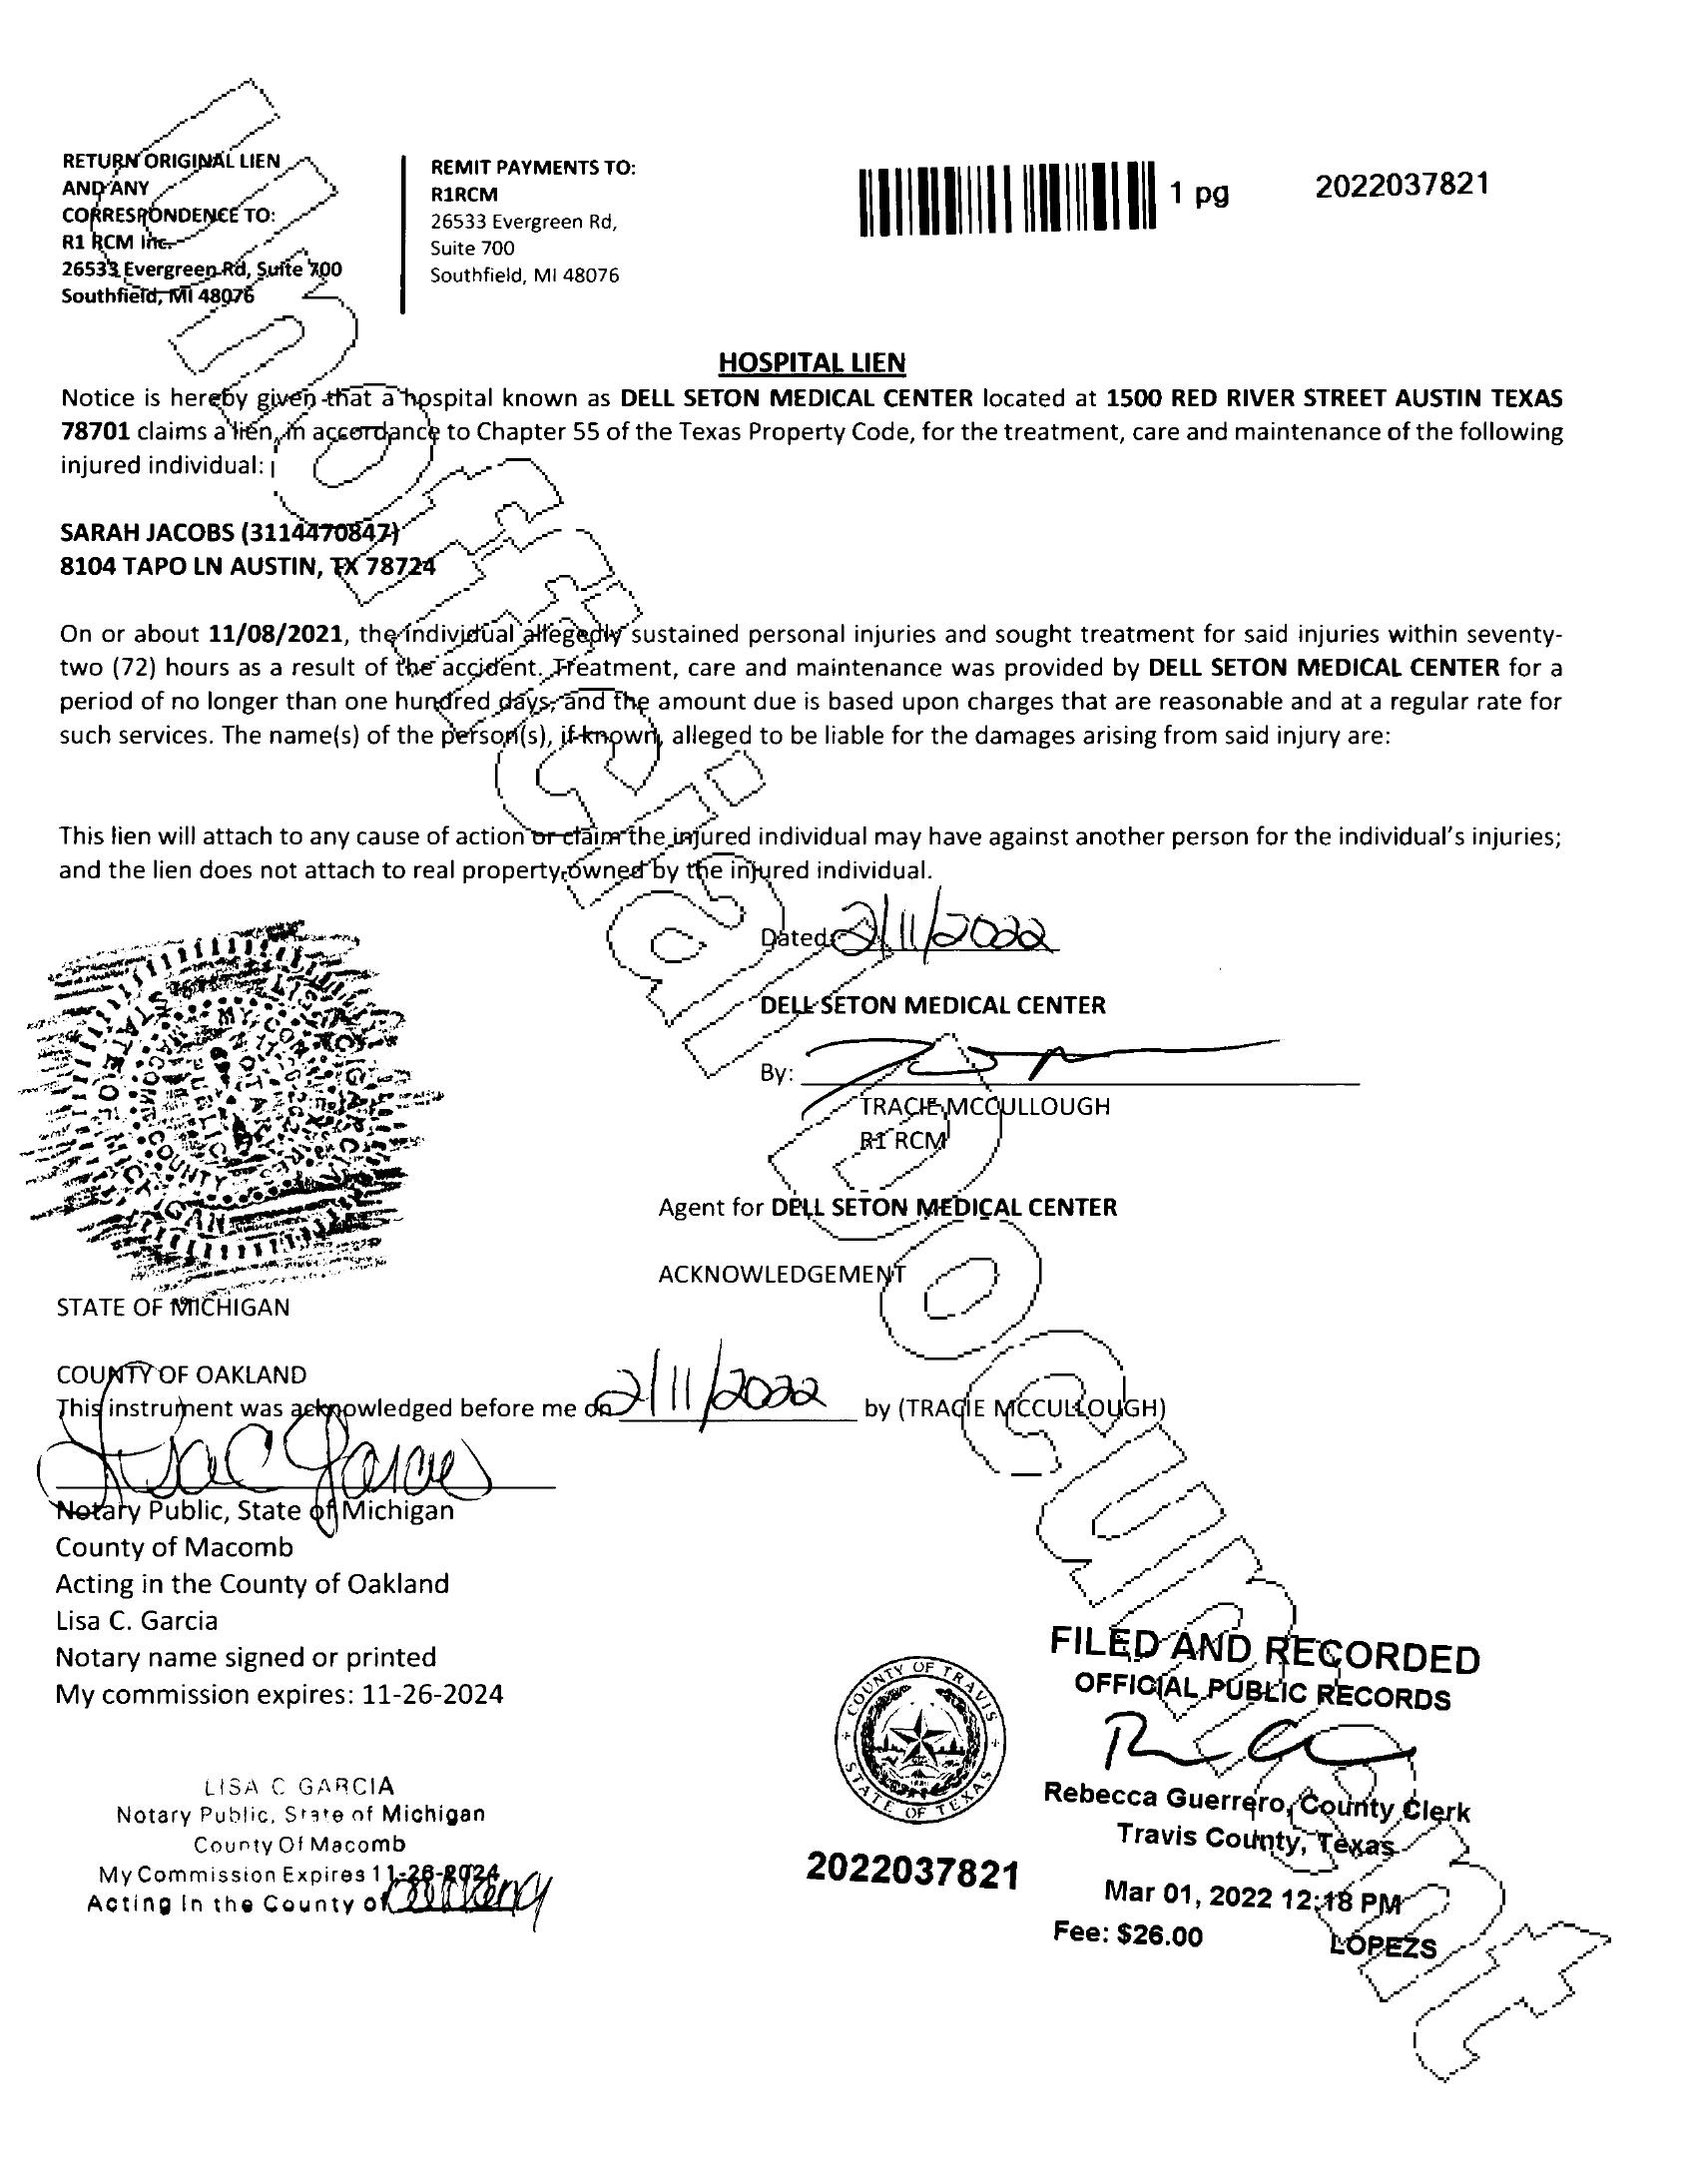 RETURN ORIGINAL LIEN
AND ANY
CORRESPONDENCE TO:
R1 RCM Inc.
26533 Evergreen Rd, Suite 700
Southfield, MI 48076
REMIT PAYMENTS TO:
R1RCM
26533 Evergreen Rd,
Suite 700
Southfield, MI 48076
1 pg
2022037821
HOSPITAL LIEN
Notice is hereby given that a hospital known as DELL SETON MEDICAL CENTER located at 1500 RED RIVER STREET AUSTIN TEXAS
78701 claims a lien, in accordance to Chapter 55 of the Texas Property Code, for the treatment, care and maintenance of the following
injured individual:
SARAH JACOBS (3114470847)
8104 TAPO LN AUSTIN, TX 78724
On or about 11/08/2021, the individual allegedly sustained personal injuries and sought treatment for said injuries within seventy-
two (72) hours as a result of the accident. Treatment, care and maintenance was provided by DELL SETON MEDICAL CENTER for a
period of no longer than one hundred days, and the amount due is based upon charges that are reasonable and at a regular rate for
such services. The name(s) of the person(s), if known, alleged to be liable for the damages arising from said injury are:
This lien will attach to any cause of action or claim the injured individual may have against another person for the individual's injuries;
and the lien does not attach to real property owned by the injured individual.
Dated: 2/11/2022
DELL SETON MEDICAL CENTER
By:
TRACIE MCCULLOUGH
R1 RCM
Agent for DELL SETON MEDICAL CENTER
ACKNOWLEDGEMENT
STATE OF MICHIGAN
COUNTY OF OAKLAND
This instrument was acknowledged before me on 2/11/2022 by (TRACIE MCCULLOUGH)
Lisa C Garcia
Notary Public, State of Michigan
County of Macomb
Acting in the County of Oakland
Lisa C. Garcia
Notary name signed or printed
My commission expires: 11-26-2024
LISA C GARCIA
Notary Public, State of Michigan
County Of Macomb
My Commission Expires 11-26-2024
Acting in the County of Oakland
COUNTY OF TRAVIS
STATE OF TEXAS
2022037821
FILED AND RECORDED
OFFICIAL PUBLIC RECORDS
Rebecca Guerrero, County Clerk
Travis County, Texas
Mar 01, 2022 12:18 PM
Fee: $26.00
LOPEZS
Unofficial Document